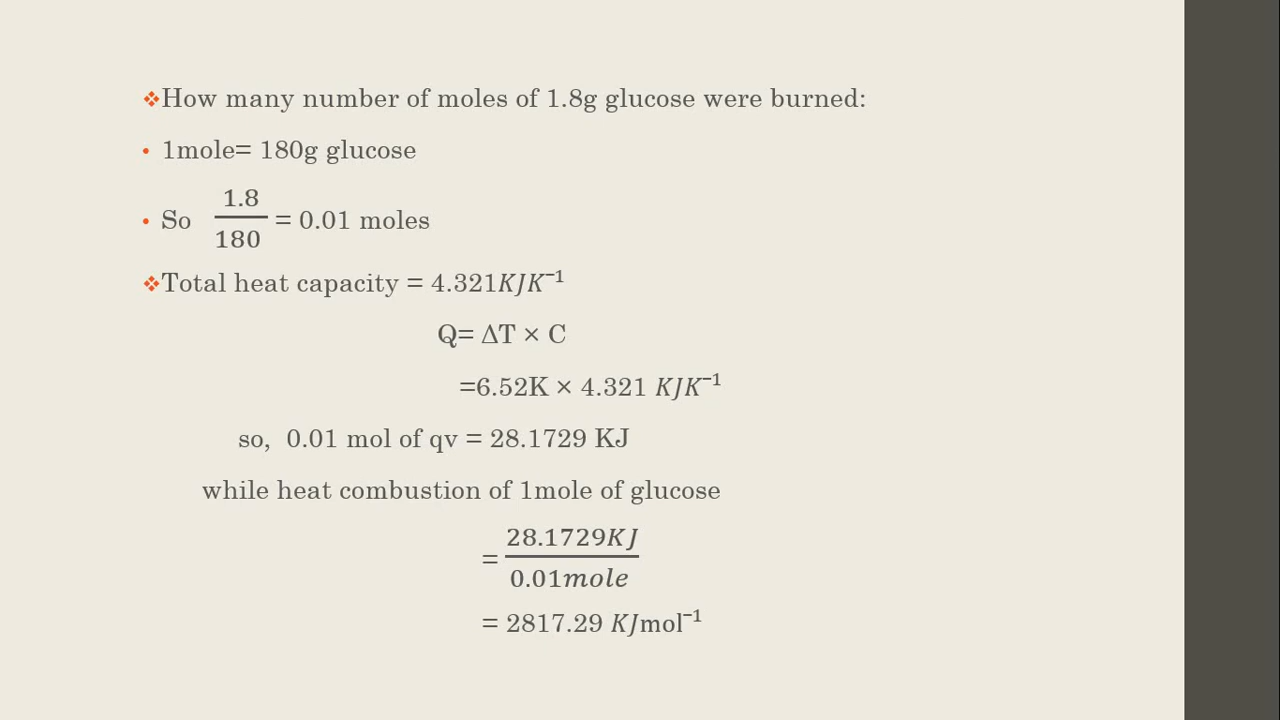 ❖How many number of moles of 1.8g glucose were burned:
• 1mole= 180g glucose
• So 1.8/180 = 0.01 moles
❖Total heat capacity = 4.321KJK⁻¹
Q= ΔT × C
=6.52K × 4.321 KJK⁻¹
so, 0.01 mol of qv = 28.1729 KJ
while heat combustion of 1mole of glucose
= 28.1729KJ/0.01mole
= 2817.29 KJmol⁻¹